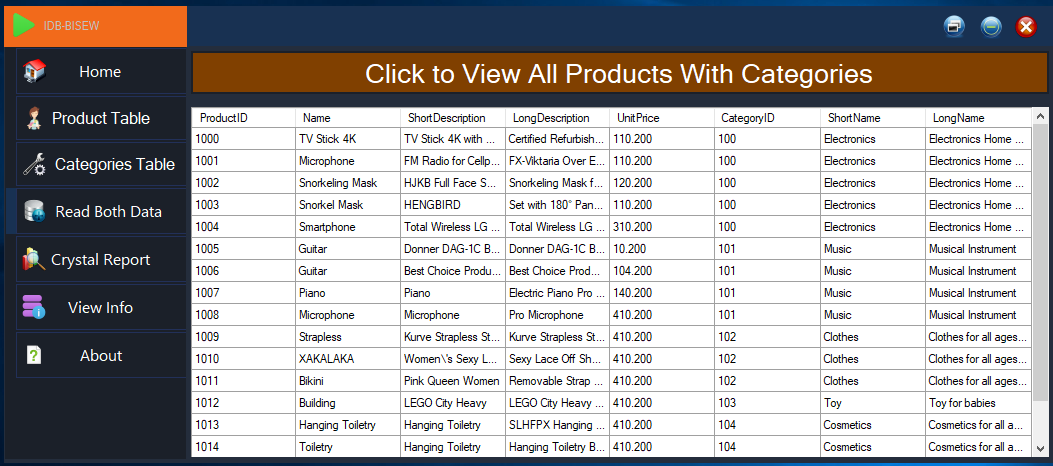 IDB-BISEW
Home
Product Table
Categories Table
Read Both Data
Crystal Report
View Info
About
Click to View All Products With Categories
ProductID Name ShortDescription LongDescription UnitPrice CategoryID ShortName LongName
1000 TV Stick 4K TV Stick 4K with ... Certified Refurbish... 110.200 100 Electronics Electronics Home ...
1001 Microphone FM Radio for Cellp... FX-Viktaria Over E... 110.200 100 Electronics Electronics Home ...
1002 Snorkeling Mask HJKB Full Face S... Snorkeling Mask f... 120.200 100 Electronics Electronics Home ...
1003 Snorkel Mask HENGBIRD Set with 180° Pan... 110.200 100 Electronics Electronics Home ...
1004 Smartphone Total Wireless LG ... Total Wireless LG ... 310.200 100 Electronics Electronics Home ...
1005 Guitar Donner DAG-1C B... Donner DAG-1C B... 10.200 101 Music Musical Instrument
1006 Guitar Best Choice Produ... Best Choice Prod... 104.200 101 Music Musical Instrument
1007 Piano Piano Electric Piano Pro ... 140.200 101 Music Musical Instrument
1008 Microphone Microphone Pro Microphone 410.200 101 Music Musical Instrument
1009 Strapless Kurve Strapless St... Kurve Strapless St... 410.200 102 Clothes Clothes for all ages...
1010 XAKALAKA Women\'s Sexy L... Sexy Lace Off Sh... 410.200 102 Clothes Clothes for all ages...
1011 Bikini Pink Queen Women Removable Strap ... 410.200 102 Clothes Clothes for all ages...
1012 Building LEGO City Heavy LEGO City Heavy ... 410.200 103 Toy Toy for babies
1013 Hanging Toiletry Hanging Toiletry SLHFPX Hanging ... 410.200 104 Cosmetics Cosmetics for all a...
1014 Toiletry Hanging Toiletry Hanging Toiletry B... 410.200 104 Cosmetics Cosmetics for all a...